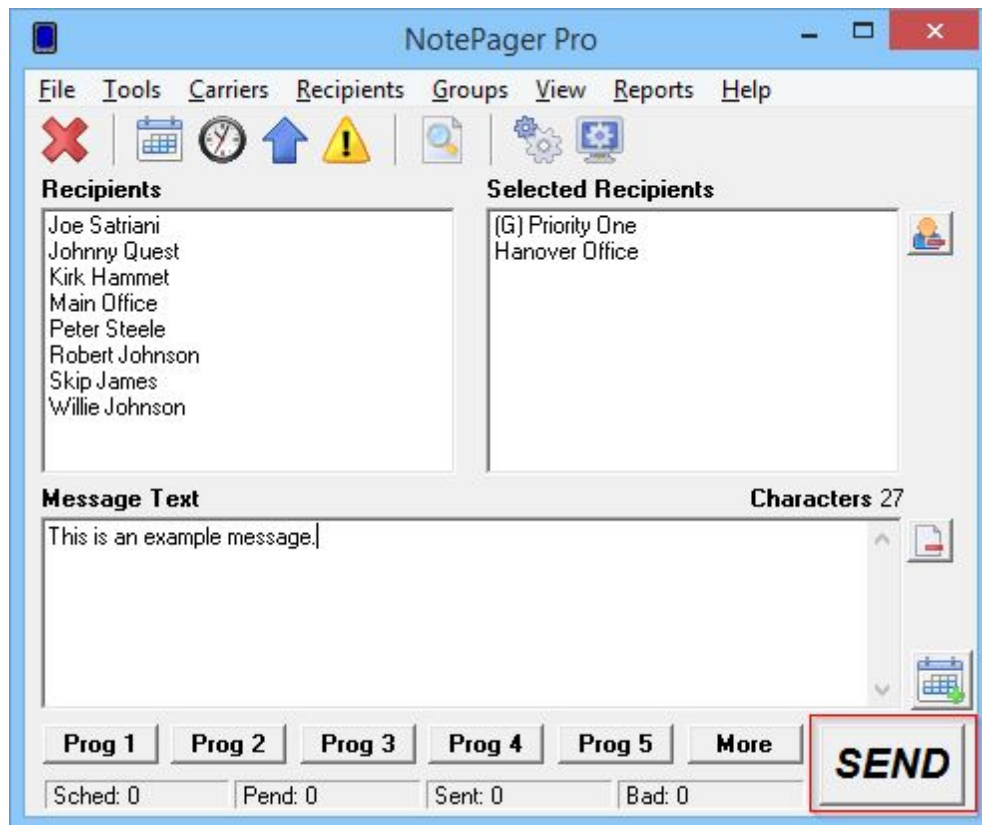 NotePager Pro
File Tools Carriers Recipients Groups View Reports Help
Recipients
Joe Satriani
Johnny Quest
Kirk Hammet
Main Office
Peter Steele
Robert Johnson
Skip James
Willie Johnson
Selected Recipients
(G) Priority One
Hanover Office
Message Text
Characters 27
This is an example message.
Prog 1 Prog 2 Prog 3 Prog 4 Prog 5 More
SEND
Sched: 0 Pend: 0 Sent: 0 Bad: 0